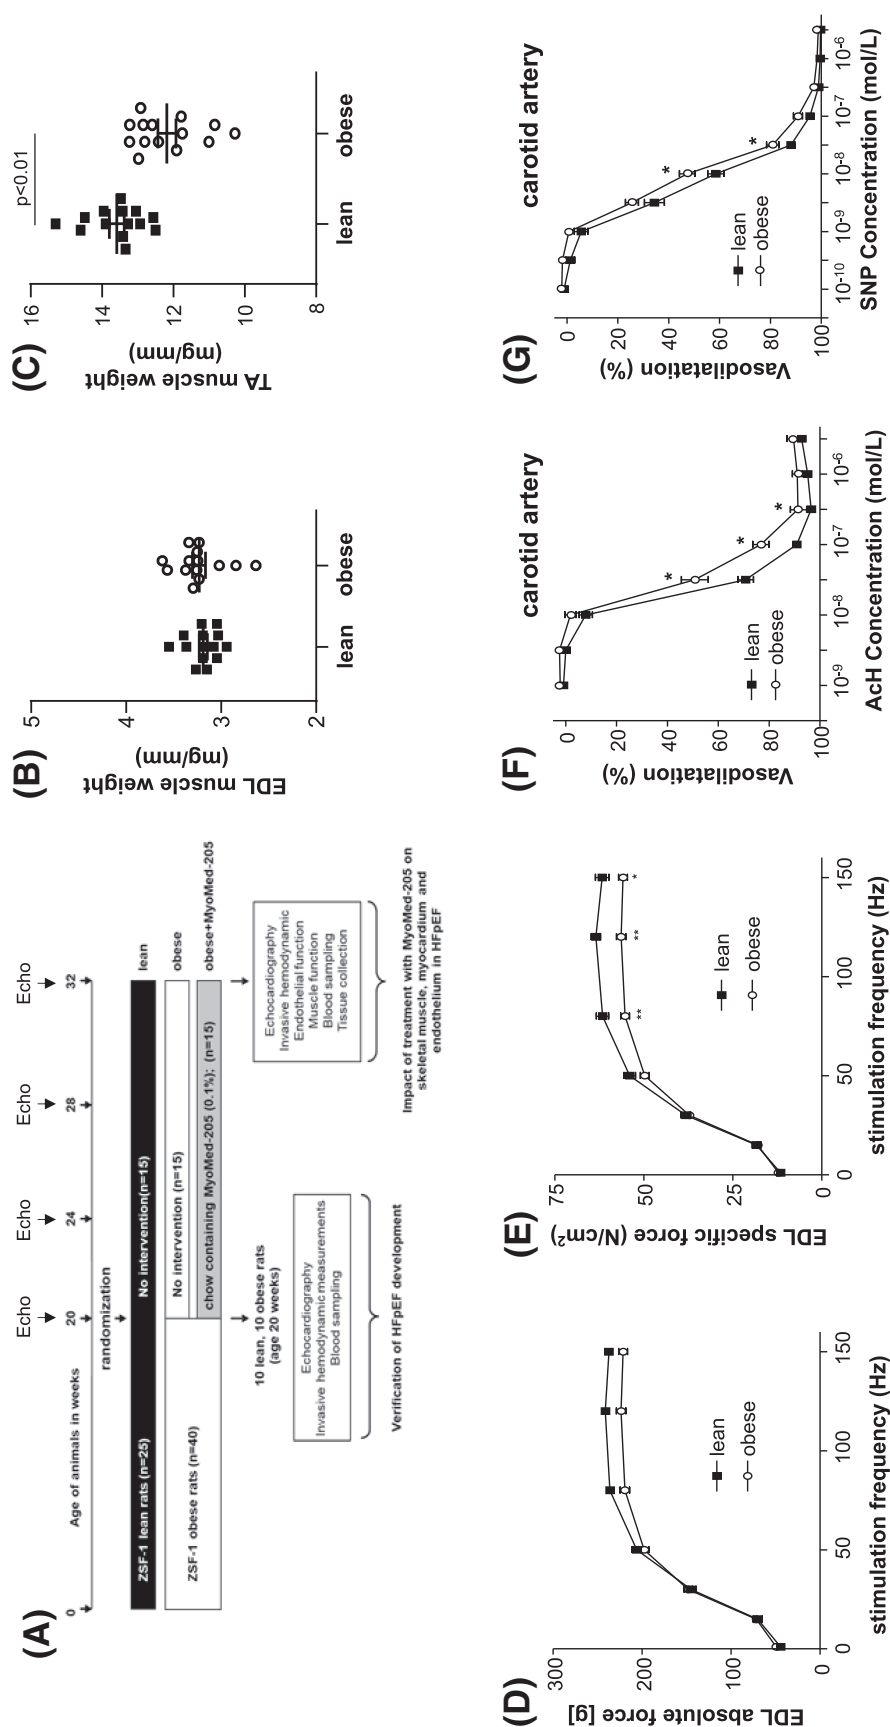 (A)
Echo
Echo
Echo
Echo
Age of animals in weeks
0
20
24
28
32
randomization
ZSF-1 lean rats (n=25)
No intervention(n=15)
lean
ZSF-1 obese rats (n=40)
No intervention (n=15)
obese
chow containing MyoMed-205 (0.1%); (n=15)
obese+MyoMed-205
10 lean, 10 obese rats
(age 20 weeks)
Echocardiography
Invasive hemodynamic measurements
Blood sampling
Verification of HFpEF development
Echocardiography
Invasive hemodynamic
Endothelial function
Muscle function
Blood sampling
Tissue collection
Impact of treatment with MyoMed-205 on
skeletal muscle, myocardium and
endothelium in HFpEF
(B)
EDL muscle weight
(mg/mm)
5
4
3
2
lean
obese
(C)
TA muscle weight
(mg/mm)
16
14
12
10
8
p<0.01
lean
obese
(D)
EDL absolute force [g]
300
200
100
0
0
50
100
150
stimulation frequency (Hz)
lean
obese
(E)
EDL specific force (N/cm²)
75
50
25
0
0
50
100
150
stimulation frequency (Hz)
lean
obese
**
**
*
(F)
carotid artery
Vasodilatation
(%)
0
20
40
60
80
100
10⁻⁹
10⁻⁸
10⁻⁷
10⁻⁶
AcH Concentration (mol/L)
lean
obese
*
*
*
(G)
carotid artery
Vasodilatation
(%)
0
20
40
60
80
100
10⁻¹⁰
10⁻⁹
10⁻⁸
10⁻⁷
10⁻⁶
SNP Concentration (mol/L)
lean
obese
*
*